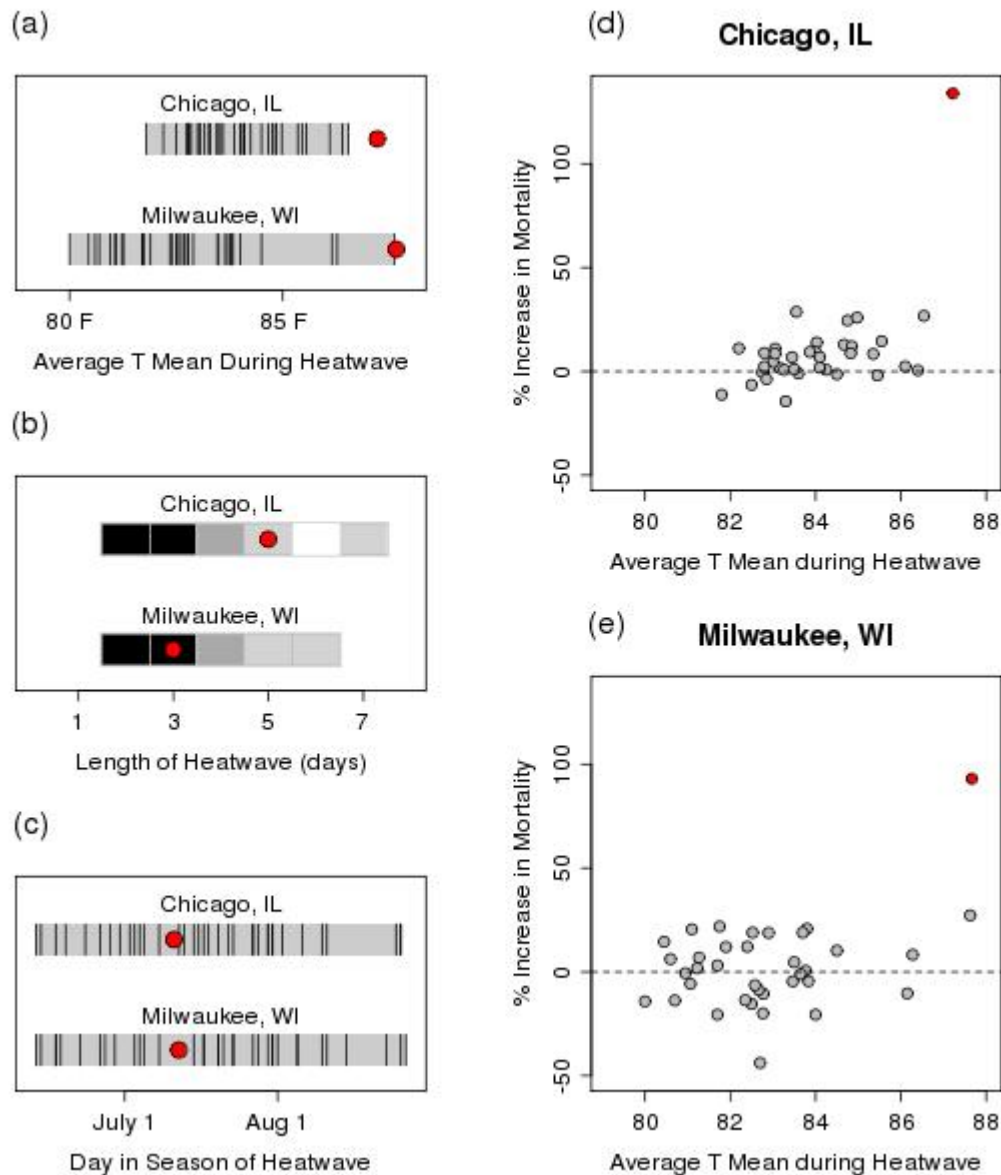 (a)
Chicago, IL
Milwaukee, WI
80 F 85 F
Average T Mean During Heatwave
(b)
Chicago, IL
Milwaukee, WI
1 3 5 7
Length of Heatwave (days)
(c)
Chicago, IL
Milwaukee, WI
July 1 Aug 1
Day in Season of Heatwave
(d)
Chicago, IL
% Increase in Mortality
100
50
0
-50
80 82 84 86 88
Average T Mean during Heatwave
(e)
Milwaukee, WI
% Increase in Mortality
100
50
0
-50
80 82 84 86 88
Average T Mean during Heatwave